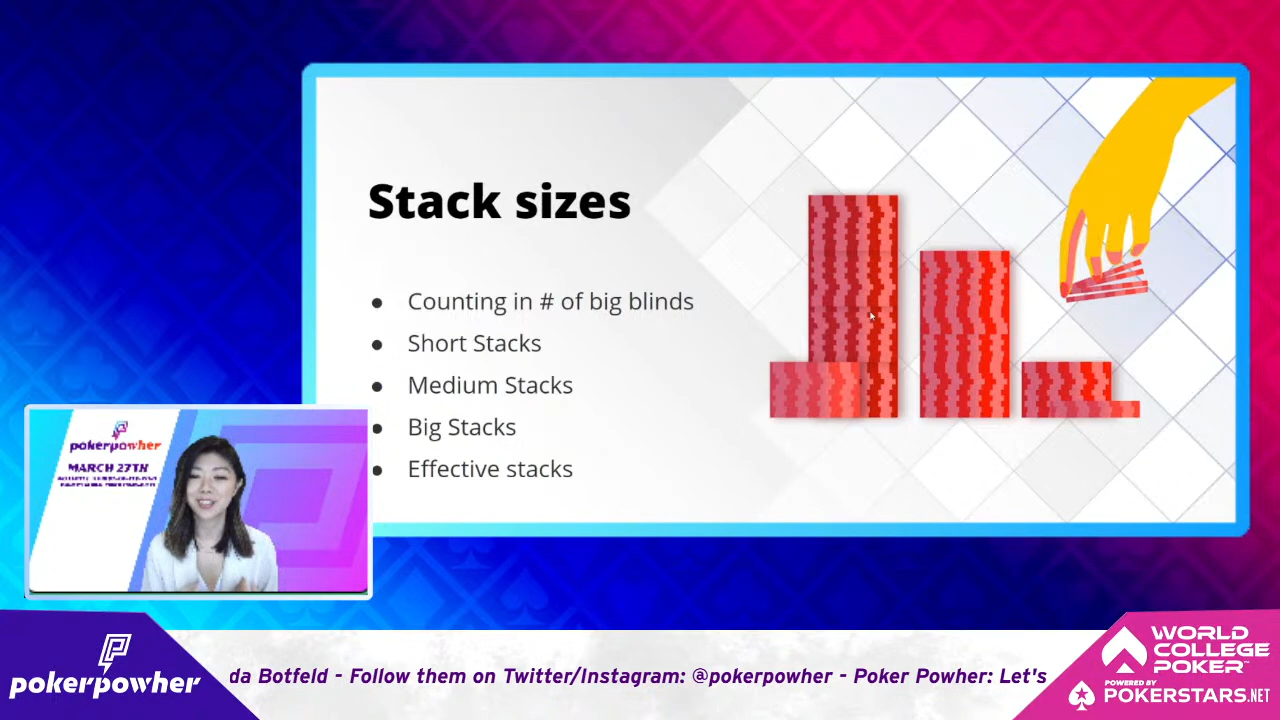 Stack sizes
● Counting in # of big blinds
● Short Stacks
● Medium Stacks
● Big Stacks
● Effective stacks
pokerpowher
MARCH 27TH
pokerpowher
da Botfeld - Follow them on Twitter/Instagram: @pokerpowher - Poker Powher: Let's
WORLD
COLLEGE
POKER™
POWERED BY
POKERSTARS.NET